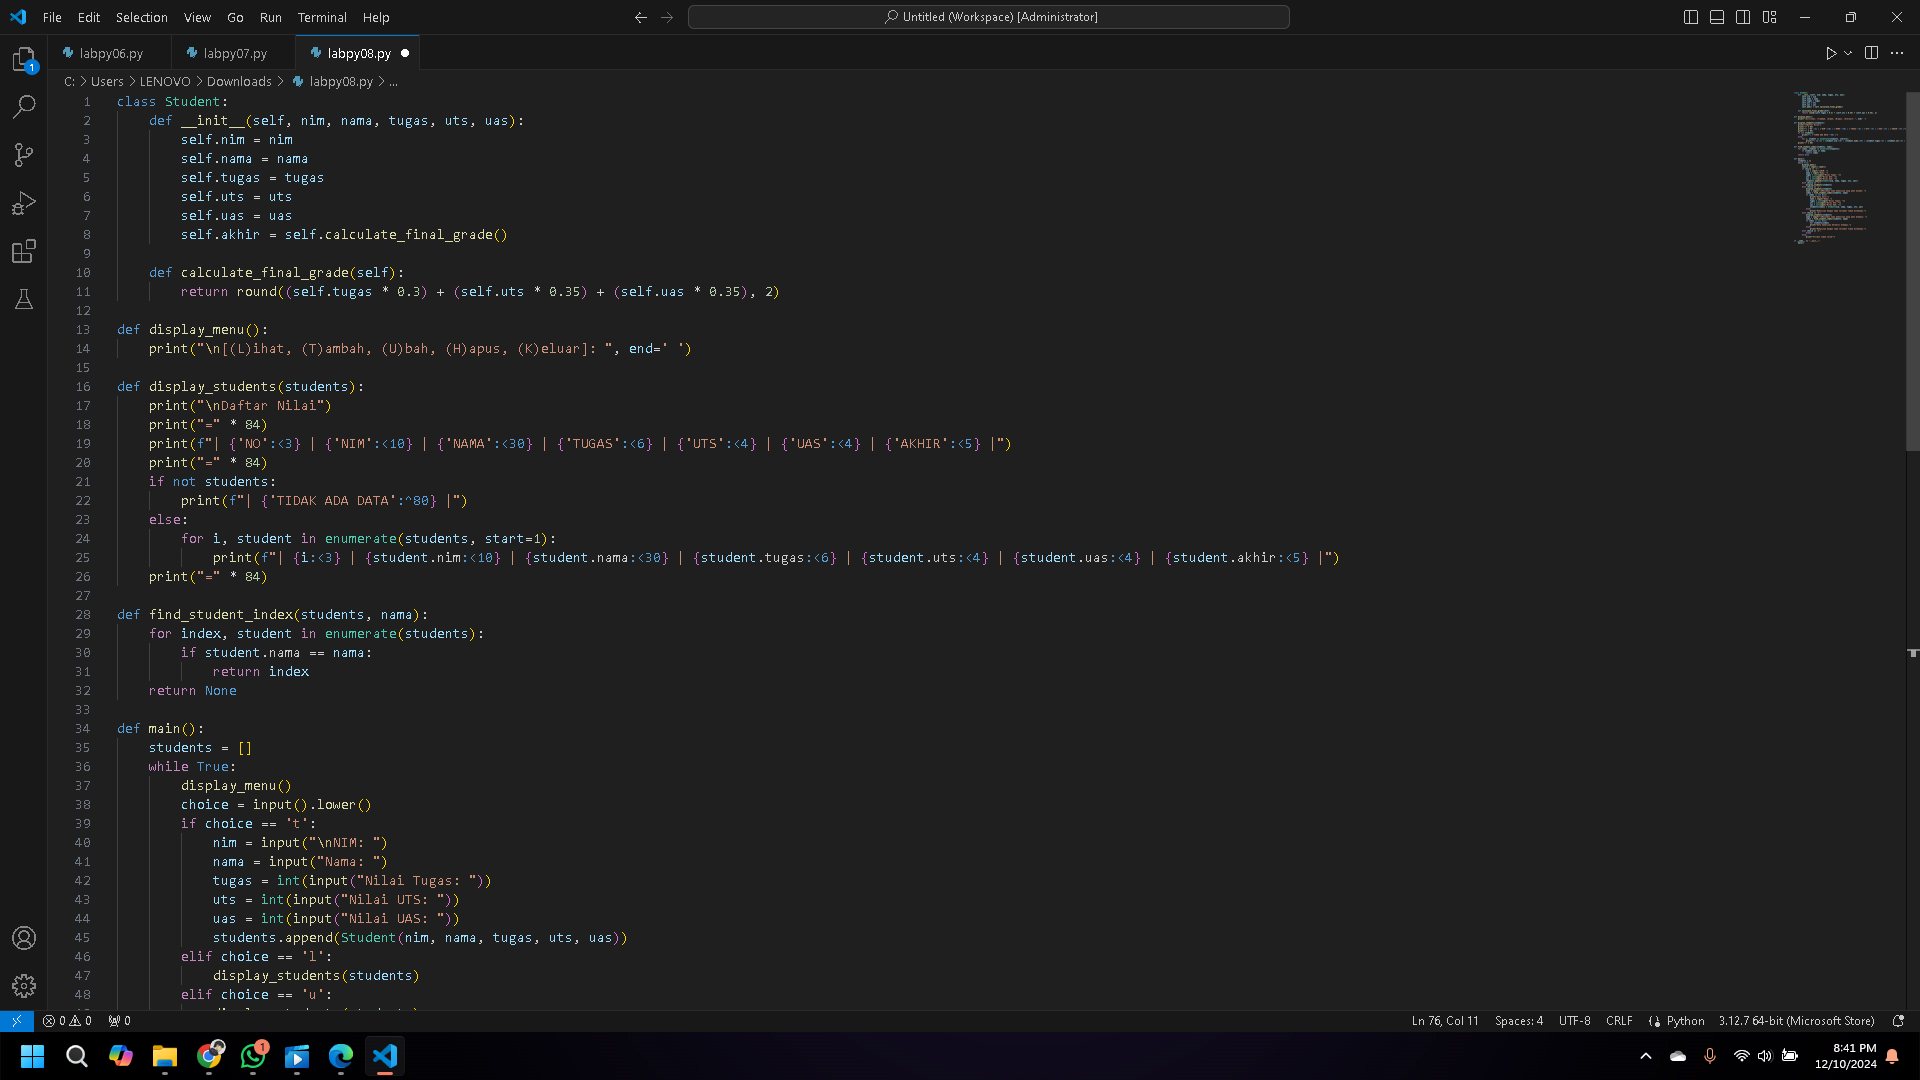 File Edit Selection View Go Run Terminal Help
Untitled (Workspace) [Administrator]
labpy06.py labpy07.py labpy08.py
1
C: > Users > LENOVO > Downloads > labpy08.py > ...
1 class Student:
2 def __init__(self, nim, nama, tugas, uts, uas):
3 self.nim = nim
4 self.nama = nama
5 self.tugas = tugas
6 self.uts = uts
7 self.uas = uas
8 self.akhir = self.calculate_final_grade()
9
10 def calculate_final_grade(self):
11 return round((self.tugas * 0.3) + (self.uts * 0.35) + (self.uas * 0.35), 2)
12
13 def display_menu():
14 print("\n[(L)ihat, (T)ambah, (U)bah, (H)apus, (K)eluar]: ", end=' ')
15
16 def display_students(students):
17 print("\nDaftar Nilai")
18 print("=" * 84)
19 print(f"| {'NO':<3} | {'NIM':<10} | {'NAMA':<30} | {'TUGAS':<6} | {'UTS':<4} | {'UAS':<4} | {'AKHIR':<5} |")
20 print("=" * 84)
21 if not students:
22 print(f"| {'TIDAK ADA DATA':^80} |")
23 else:
24 for i, student in enumerate(students, start=1):
25 print(f"| {i:<3} | {student.nim:<10} | {student.nama:<30} | {student.tugas:<6} | {student.uts:<4} | {student.uas:<4} | {student.akhir:<5} |")
26 print("=" * 84)
27
28 def find_student_index(students, nama):
29 for index, student in enumerate(students):
30 if student.nama == nama:
31 return index
32 return None
33
34 def main():
35 students = []
36 while True:
37 display_menu()
38 choice = input().lower()
39 if choice == 't':
40 nim = input("\nNIM: ")
41 nama = input("Nama: ")
42 tugas = int(input("Nilai Tugas: "))
43 uts = int(input("Nilai UTS: "))
44 uas = int(input("Nilai UAS: "))
45 students.append(Student(nim, nama, tugas, uts, uas))
46 elif choice == 'l':
47 display_students(students)
48 elif choice == 'u':
0 0 0 Ln 76, Col 11 Spaces: 4 UTF-8 CRLF Python 3.12.7 64-bit (Microsoft Store)
1
8:41 PM
12/10/2024